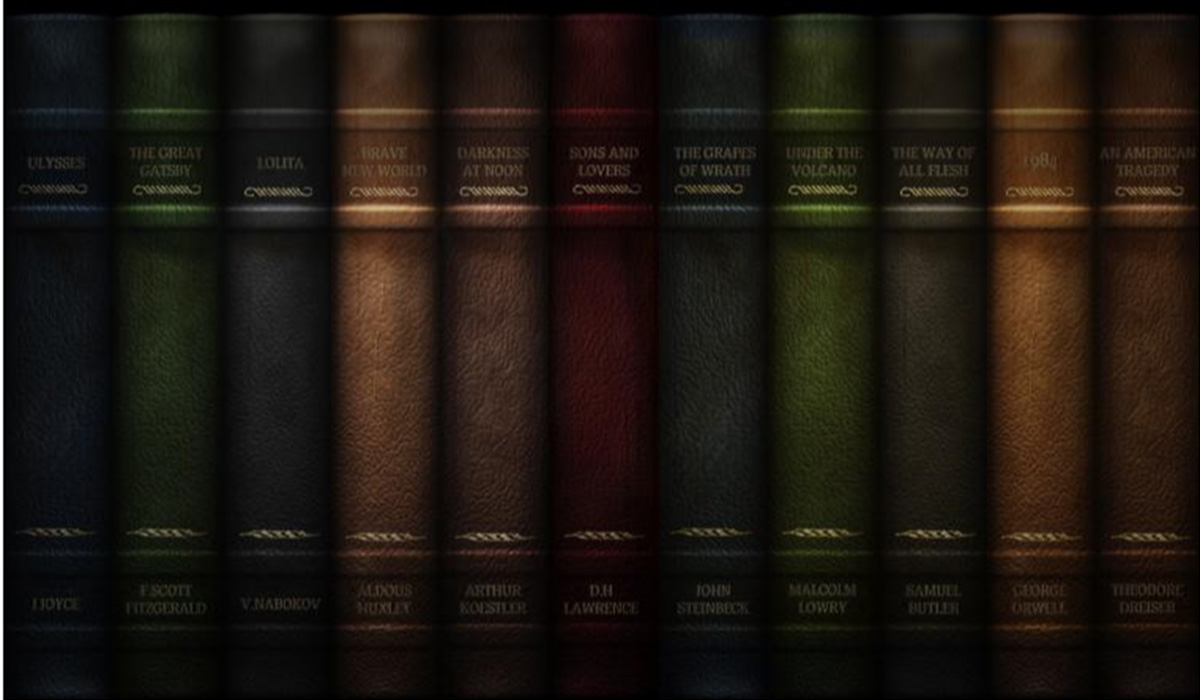 ULYSSES
THE GREAT
GATSBY
LOLITA
BRAVE
NEW WORLD
DARKNESS
AT NOON
SONS AND
LOVERS
THE GRAPES
OF WRATH
UNDER THE
VOLCANO
THE WAY OF
ALL FLESH
1984
AN AMERICAN
TRAGEDY
J.JOYCE
F.SCOTT
FITZGERALD
V.NABOKOV
ALDOUS
HUXLEY
ARTHUR
KOESTLER
D.H
LAWRENCE
JOHN
STEINBECK
MALCOLM
LOWRY
SAMUEL
BUTLER
GEORGE
ORWELL
THEODORE
DREISER